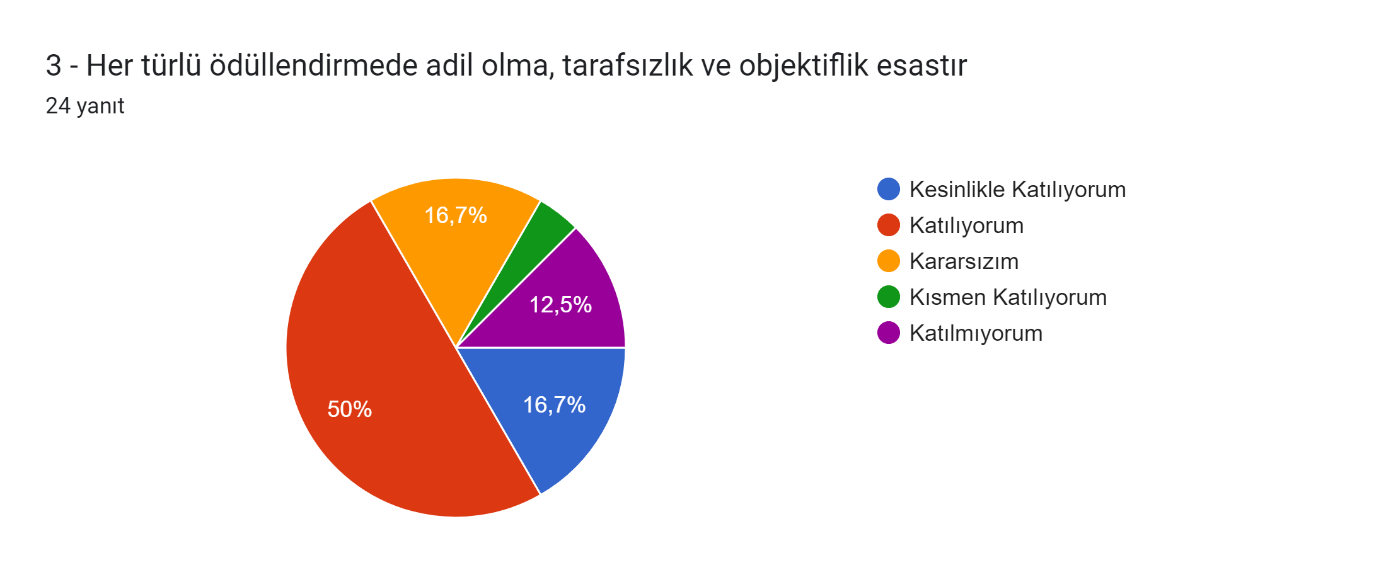 3 - Her türlü ödüllendirmede adil olma, tarafsızlık ve objektiflik esastır
24 yanıt
16,7%
12,5%
50%
16,7%
Kesinlikle Katılıyorum
Katılıyorum
Kararsızım
Kısmen Katılıyorum
Katılmıyorum